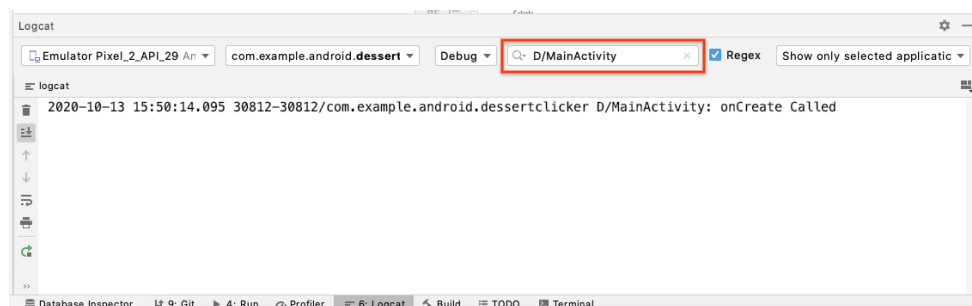 Logcat
Emulator Pixel_2_API_29 An com.example.android.dessert Debug D/MainActivity Regex Show only selected applicatic
logcat
2020-10-13 15:50:14.095 30812-30812/com.example.android.dessertclicker D/MainActivity: onCreate Called
Database Inspector 9: Git 4: Run Profiler 6: Logcat Build TODO Terminal